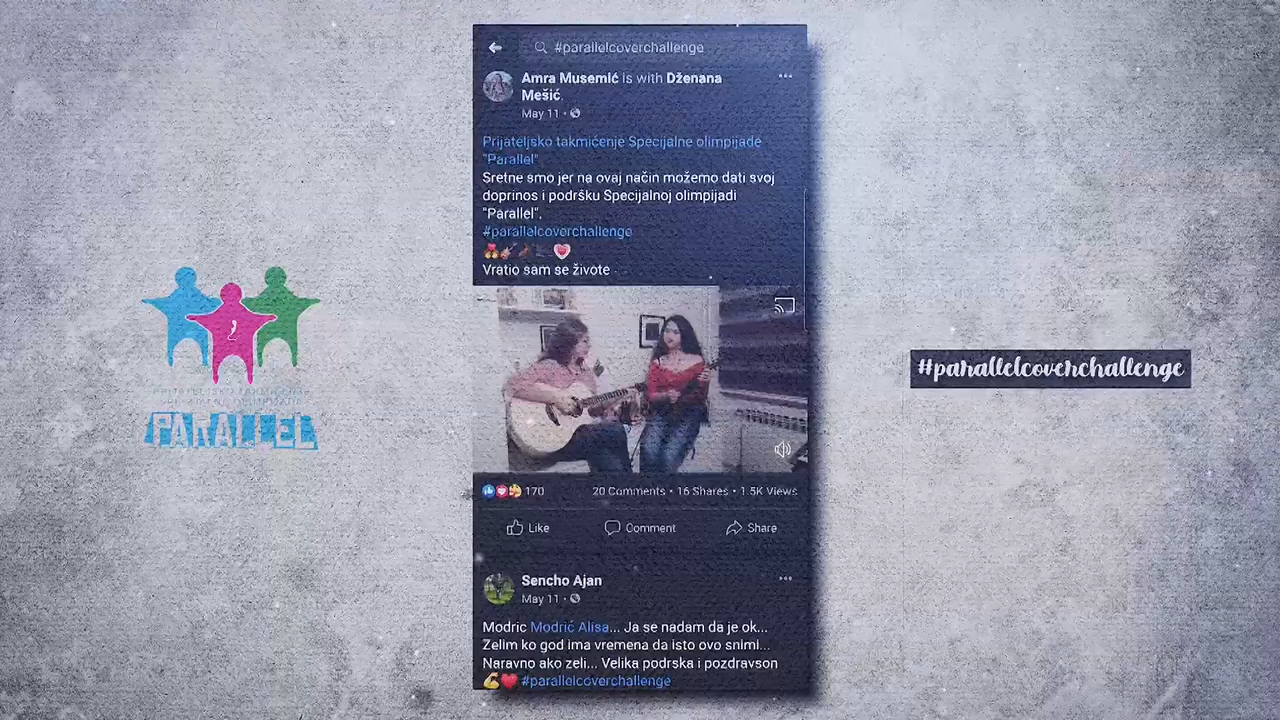 #parallelcoverchallenge
Amra Musemić is with Dženana
Mešić.
May 11
Prijateljsko takmičenje Specijalne olimpijade
"Parallel"
Sretne smo jer na ovaj način možemo dati svoj
doprinos i podršku Specijalnoj olimpijadi
"Parallel".
#parallelcoverchallenge
Vratio sam se živote
170
20 Comments • 16 Shares • 1.5K Views
Like
Comment
Share
Sencho Ajan
May 11
Modric Modrić Alisa... Ja se nadam da je ok...
Zelim ko god ima vremena da isto ovo snimi...
Naravno ako zeli... Velika podrska i pozdravson
#parallelcoverchallenge
PARALLEL
#parallelcoverchallenge